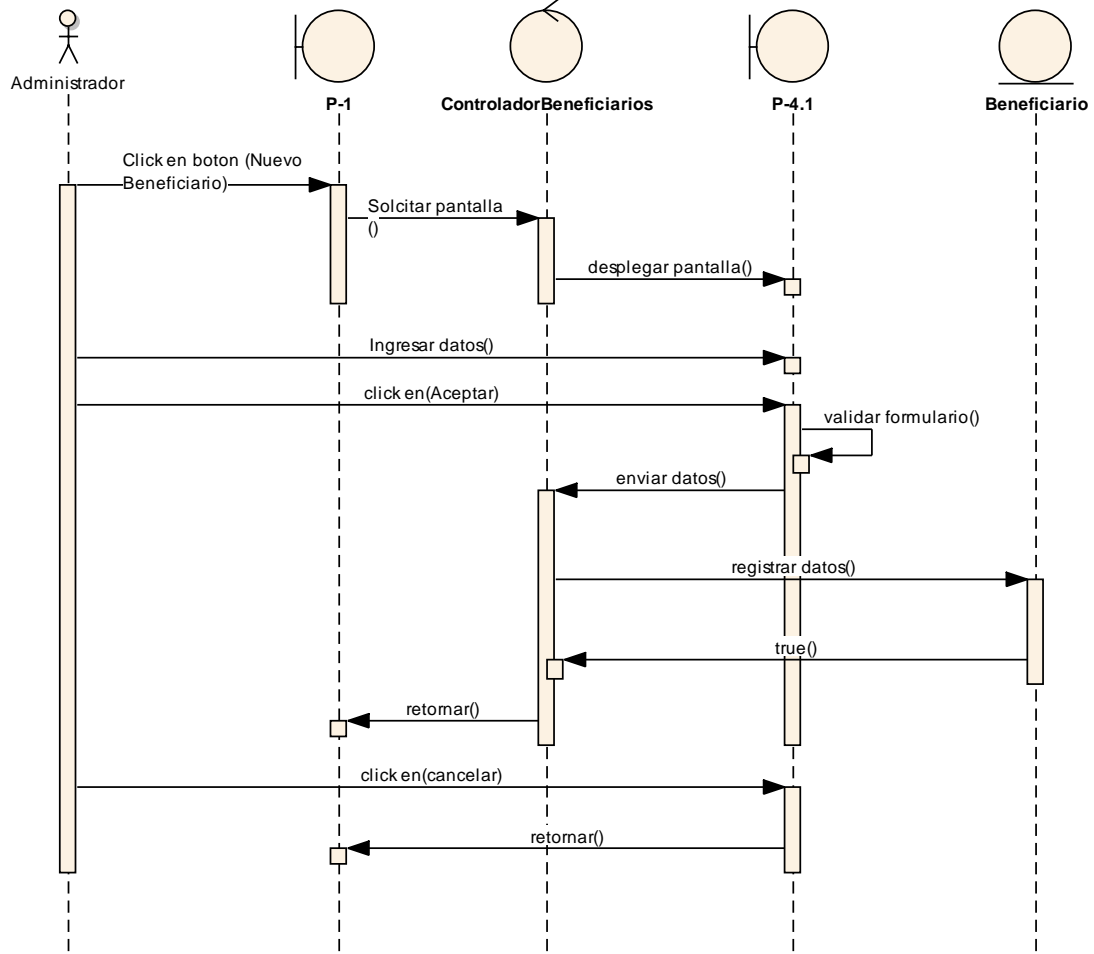 Administrador
P-1
ControladorBeneficiarios
P-4.1
Beneficiario
Click en boton (Nuevo
Beneficiario)
Solcitar pantalla
()
desplegar pantalla()
Ingresar datos()
click en(Aceptar)
validar formulario()
enviar datos()
registrar datos()
true()
retornar()
click en(cancelar)
retornar()